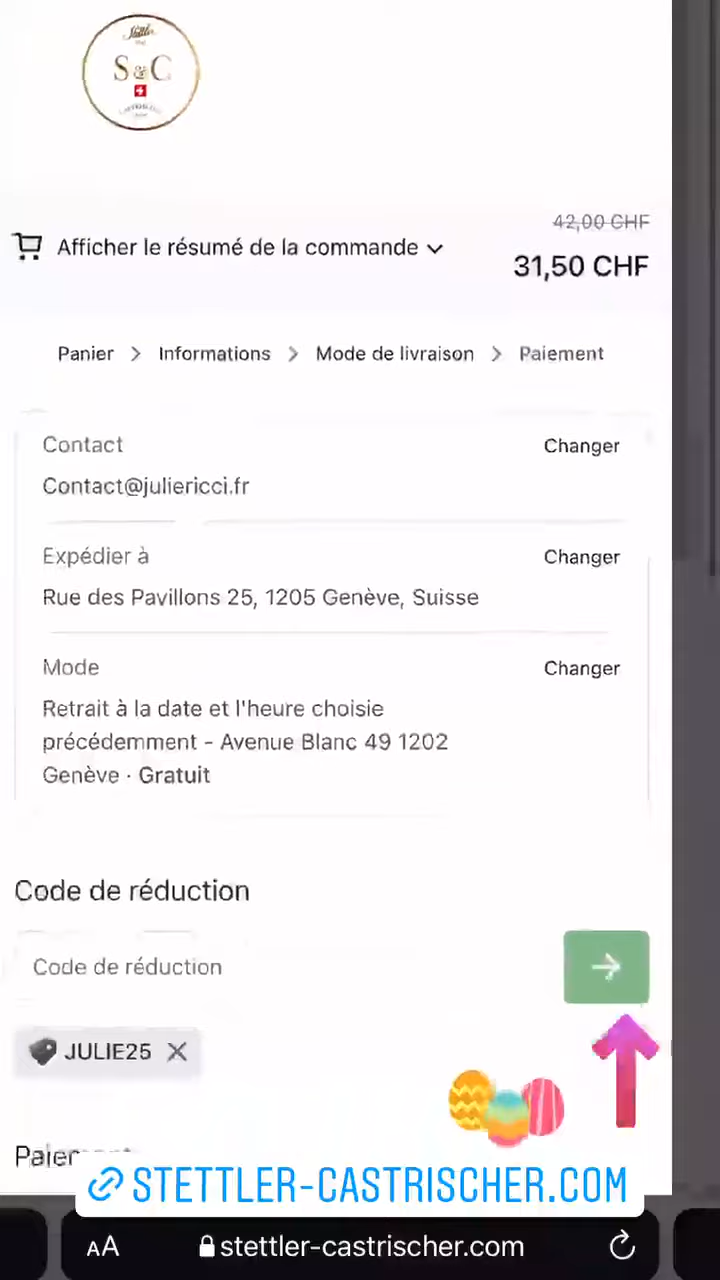 S&C
42,00 CHF
Afficher le résumé de la commande
31,50 CHF
Panier > Informations > Mode de livraison > Paiement
Contact
Changer
Contact@juliericci.fr
Expédier à
Changer
Rue des Pavillons 25, 1205 Genève, Suisse
Mode
Changer
Retrait à la date et l'heure choisie
précédemment - Avenue Blanc 49 1202
Genève · Gratuit
Code de réduction
Code de réduction
JULIE25
STETTLER-CASTRISCHER.COM
AA
stettler-castrischer.com